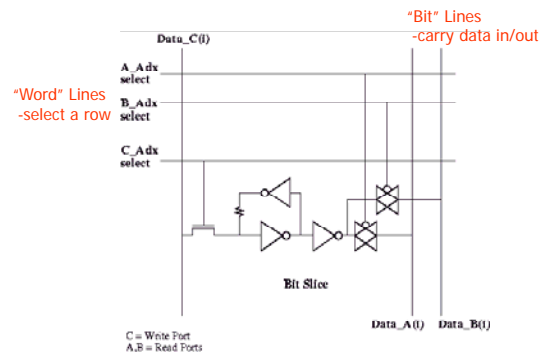 "Bit" Lines
-carry data in/out
Data_C(i)
A_Adx
select
"Word" Lines
-select a row
B_Adx
select
C_Adx
select
Bit Slice
Data_A(i) Data_B(i)
C = Write Port
A,B = Read Ports